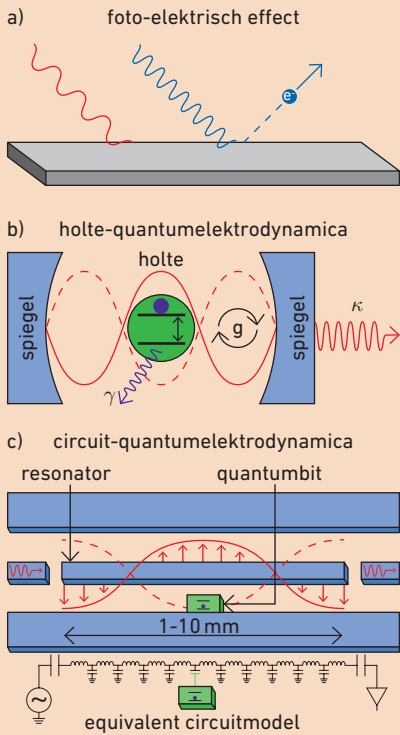 a) foto-elektrisch effect
e⁻
b) holte-quantumelektrodynamica
holte
spiegel
g
spiegel
κ
γ
c) circuit-quantumelektrodynamica
resonator
quantumbit
1-10 mm
~
equivalent circuitmodel